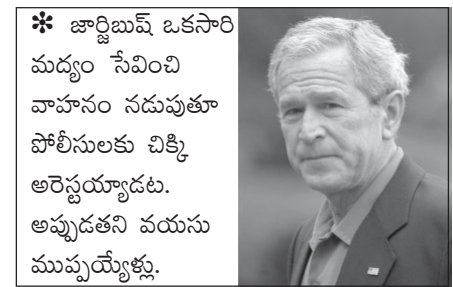 ✻ జార్జిబుష్ ఒకసారి
మద్యం సేవించి
వాహనం నడుపుతూ
పోలీసులకు చిక్కి
అరెస్టయ్యాడట.
అప్పుడతని వయసు
ముప్పయ్యేళ్లు.